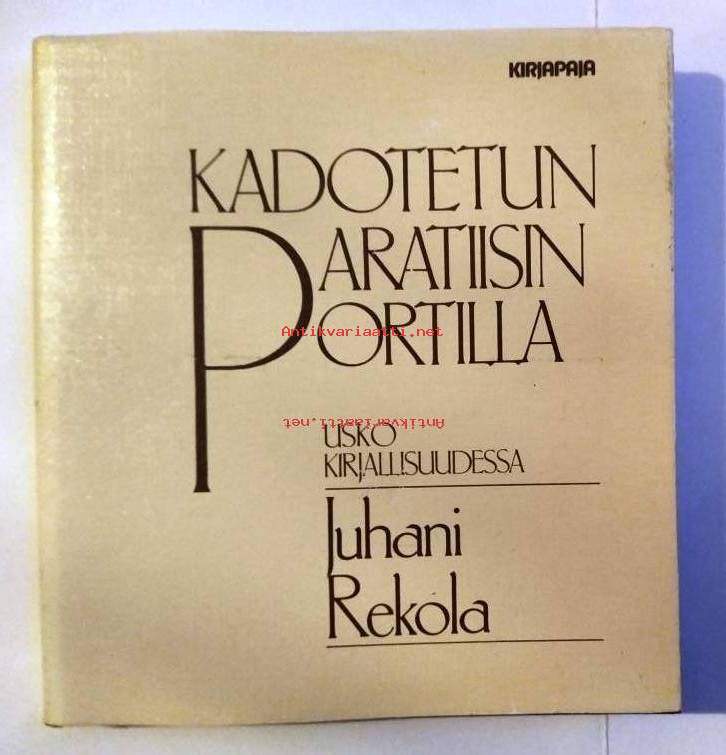 KIRJAPAJA
KADOTETUN
PARATIISIN
PORTILLA
Antikvariaatti.net
Antikvariaatti.net
USKO
KIRJALLISUUDESSA
Juhani
Rekola